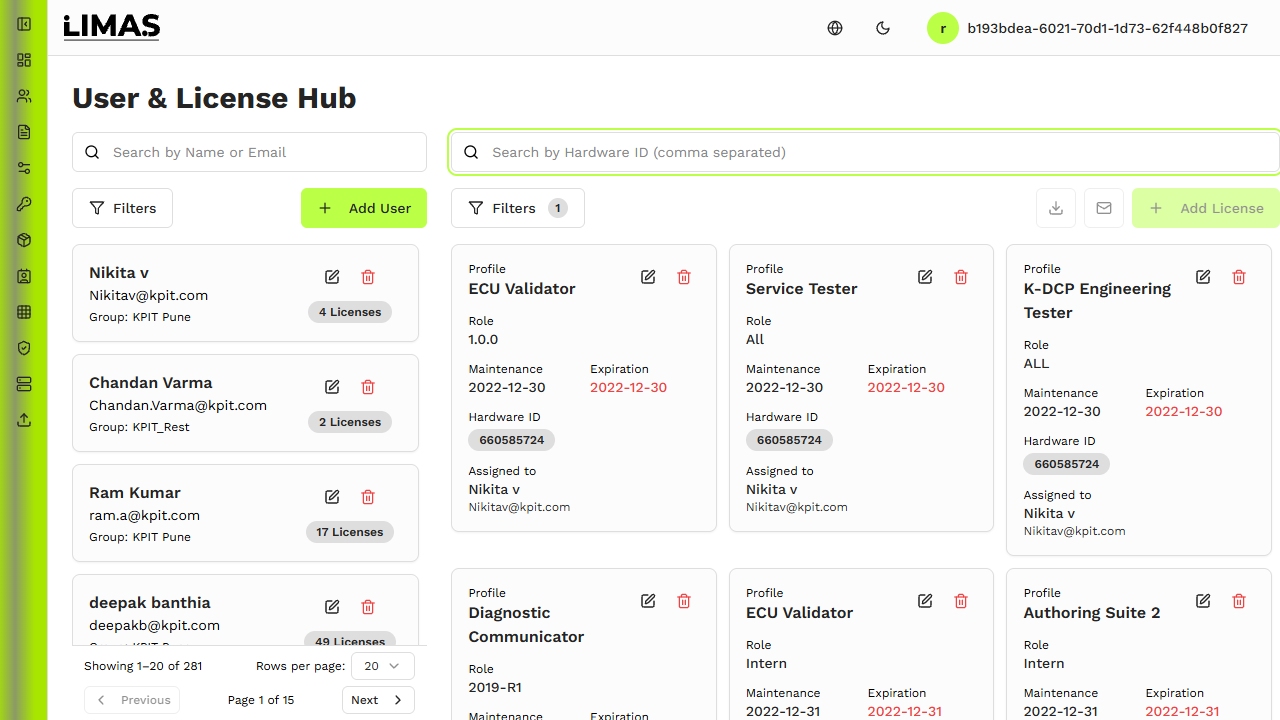 LIMAS
r
b193bdea-6021-70d1-1d73-62f448b0f827
User & License Hub
Search by Name or Email
Search by Hardware ID (comma separated)
Filters
Add User
Filters
1
Add License
Nikita v
Nikitav@kpit.com
Group: KPIT Pune
4 Licenses
Chandan Varma
Chandan.Varma@kpit.com
Group: KPIT_Rest
2 Licenses
Ram Kumar
ram.a@kpit.com
Group: KPIT Pune
17 Licenses
deepak banthia
deepakb@kpit.com
49 Licenses
Showing 1–20 of 281
Rows per page:
20
Previous
Page 1 of 15
Next
Profile
ECU Validator
Role
1.0.0
Maintenance
2022-12-30
Expiration
2022-12-30
Hardware ID
660585724
Assigned to
Nikita v
Nikitav@kpit.com
Profile
Service Tester
Role
All
Maintenance
2022-12-30
Expiration
2022-12-30
Hardware ID
660585724
Assigned to
Nikita v
Nikitav@kpit.com
Profile
K-DCP Engineering
Tester
Role
ALL
Maintenance
2022-12-30
Expiration
2022-12-30
Hardware ID
660585724
Assigned to
Nikita v
Nikitav@kpit.com
Profile
Diagnostic
Communicator
Role
2019-R1
Maintenance
Expiration
Profile
ECU Validator
Role
Intern
Maintenance
2022-12-31
Expiration
2022-12-31
Profile
Authoring Suite 2
Role
Intern
Maintenance
2022-12-31
Expiration
2022-12-31